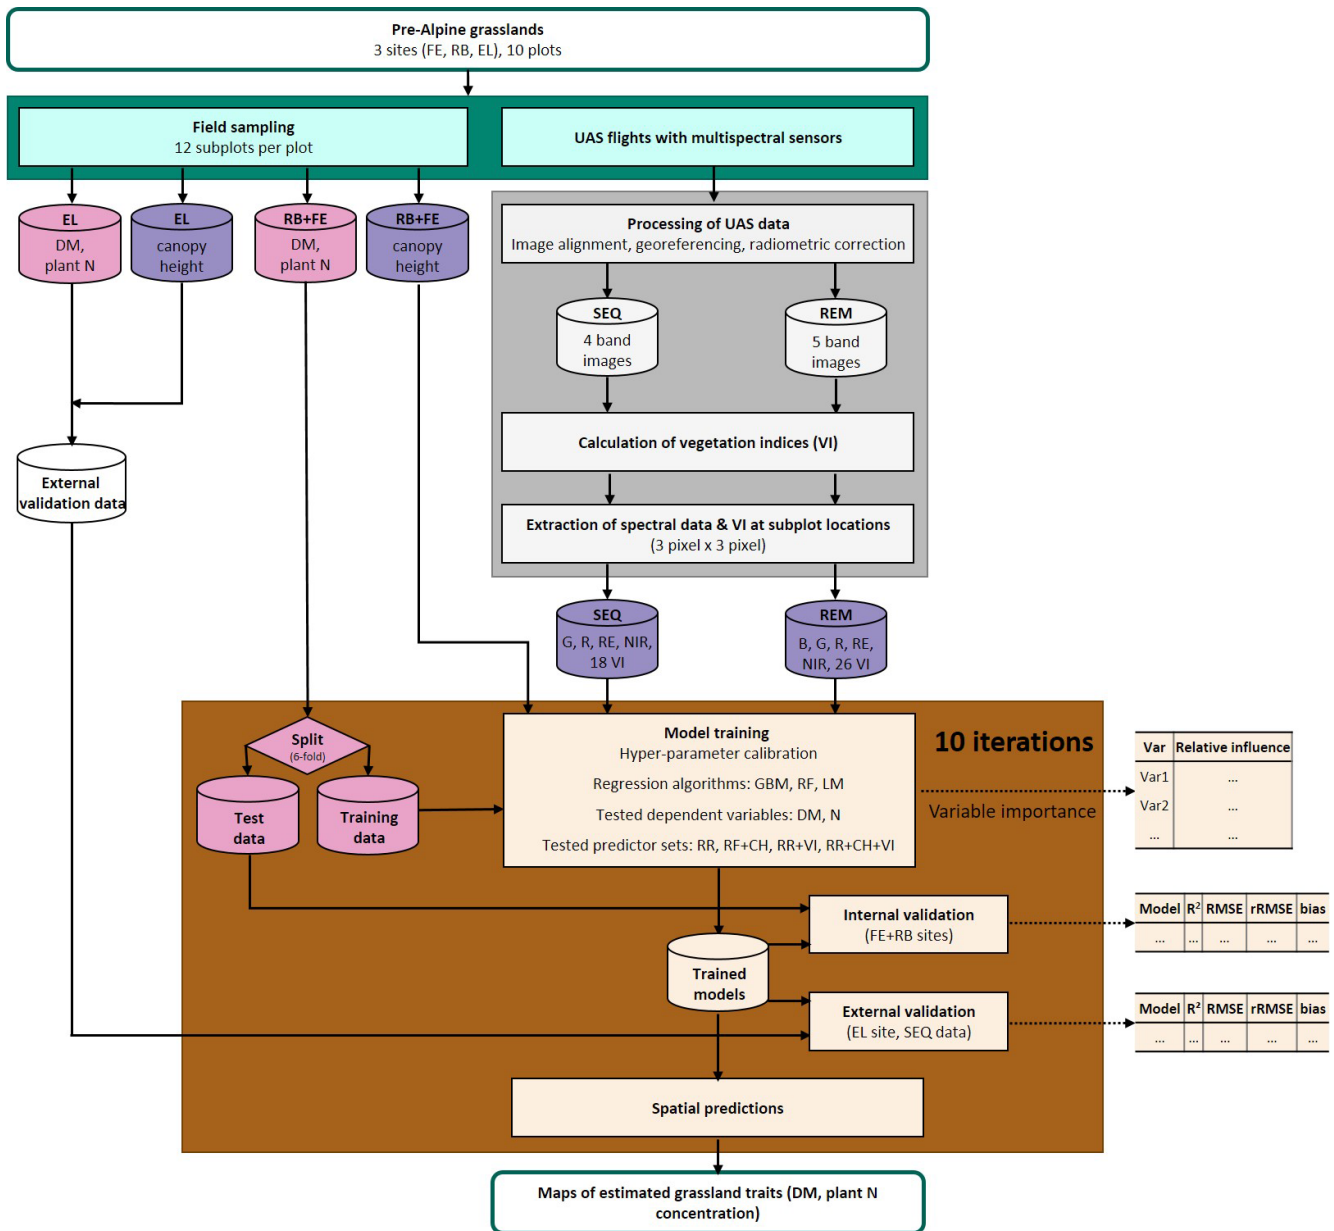 Pre-Alpine grasslands
3 sites (FE, RB, EL), 10 plots
Field sampling
12 subplots per plot
UAS flights with multispectral sensors
EL
DM,
plant N
EL
canopy
height
RB+FE
DM,
plant N
RB+FE
canopy
height
Processing of UAS data
Image alignment, georeferencing, radiometric correction
SEQ
4 band
images
REM
5 band
images
Calculation of vegetation indices (VI)
External
validation data
Extraction of spectral data & VI at subplot locations
(3 pixel x 3 pixel)
SEQ
G, R, RE, NIR,
18 VI
REM
B, G, R, RE,
NIR, 26 VI
Split
(6-fold)
Test
data
Training
data
Model training
Hyper-parameter calibration
Regression algorithms: GBM, RF, LM
Tested dependent variables: DM, N
Tested predictor sets: RR, RF+CH, RR+VI, RR+CH+VI
10 iterations
Variable importance
Var Relative influence
Var1 ...
Var2 ...
... ...
Internal validation
(FE+RB sites)
Model R² RMSE rRMSE bias
... ... ... ... ...
Trained
models
External validation
(EL site, SEQ data)
Model R² RMSE rRMSE bias
... ... ... ... ...
Spatial predictions
Maps of estimated grassland traits (DM, plant N
concentration)